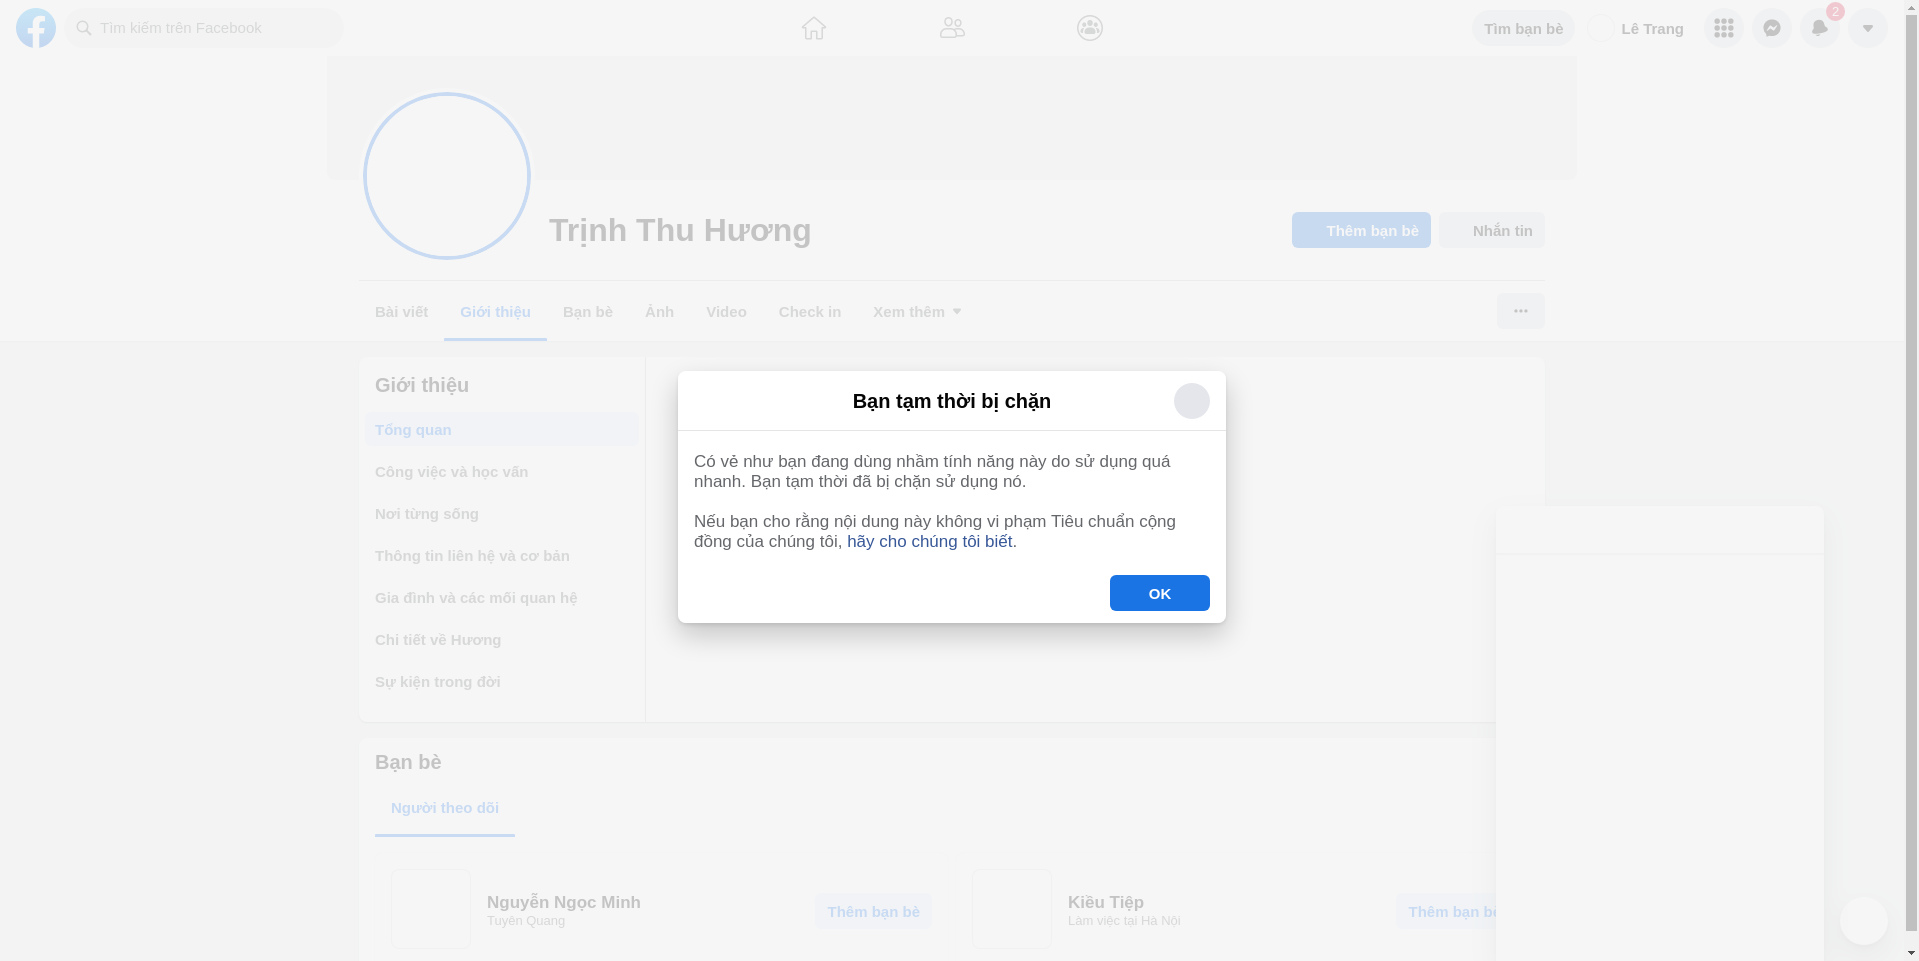 Tìm kiếm trên Facebook
Tìm bạn bè
Lê Trang
2
Trịnh Thu Hương
Thêm bạn bè
Nhắn tin
Bài viết
Giới thiệu
Bạn bè
Ảnh
Video
Check in
Xem thêm
Giới thiệu
Tổng quan
Công việc và học vấn
Nơi từng sống
Thông tin liên hệ và cơ bản
Gia đình và các mối quan hệ
Chi tiết về Hương
Sự kiện trong đời
Bạn tạm thời bị chặn
Có vẻ như bạn đang dùng nhầm tính năng này do sử dụng quá
nhanh. Bạn tạm thời đã bị chặn sử dụng nó.
Nếu bạn cho rằng nội dung này không vi phạm Tiêu chuẩn cộng
đồng của chúng tôi, hãy cho chúng tôi biết.
OK
Bạn bè
Người theo dõi
Nguyễn Ngọc Minh
Tuyên Quang
Thêm bạn bè
Kiều Tiệp
Làm việc tại Hà Nội
Thêm bạn bè